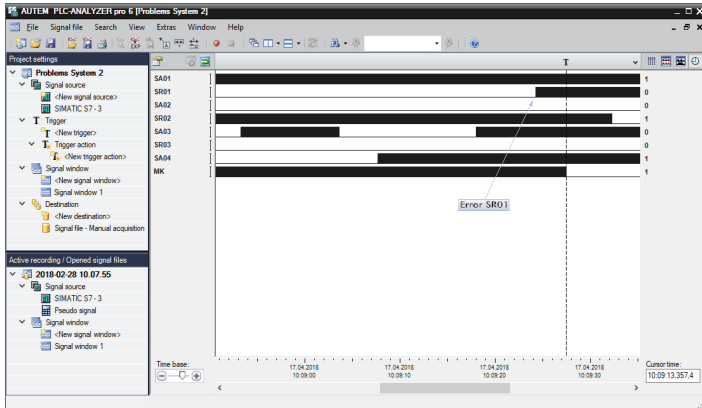 AUTEM PLC-ANALYZER pro 6 [Problems System 2]
File Signal file Search View Extras Window Help
Project settings
Problems System 2
Signal source
<New signal source>
SIMATIC S7 - 3
Trigger
<New trigger>
Trigger action
<New trigger action>
Signal window
<New signal window>
Signal window 1
Destination
<New destination>
Signal file - Manual acquisition
Active recording / Opened signal files
2018-02-28 10.07.55
Signal source
SIMATIC S7 - 3
Pseudo signal
Signal window
<New signal window>
Signal window 1
T
SA01 1
SR01 0
SA02 0
SR02 1
SA03 0
SR03 0
SA04 1
MK 1
Error SR01
Time base:
17.04.2018 17.04.2018 17.04.2018 17.04.2018
10:09:00 10:09:10 10:09:20 10:09:30
Cursor time:
10:09:13.357,4